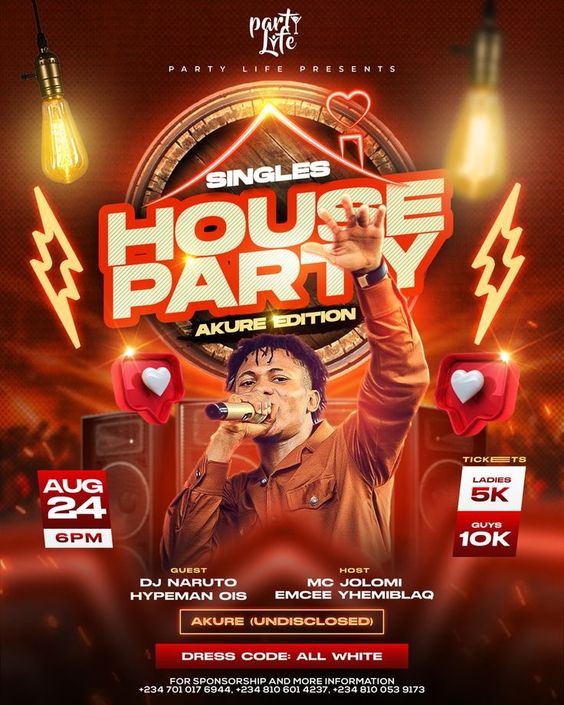 party
Life
PARTY LIFE PRESENTS
SINGLES
HOUSE
PARTY
AKURE EDITION
AUG
24
6PM
TICKETS
LADIES
5K
GUYS
10K
GUEST
DJ NARUTO
HYPEMAN OIS
HOST
MC JOLOMI
EMCEE YHEMIBLAQ
AKURE (UNDISCLOSED)
DRESS CODE: ALL WHITE
FOR SPONSORSHIP AND MORE INFORMATION
+234 701 017 6944, +234 810 601 4237, +234 810 053 9173